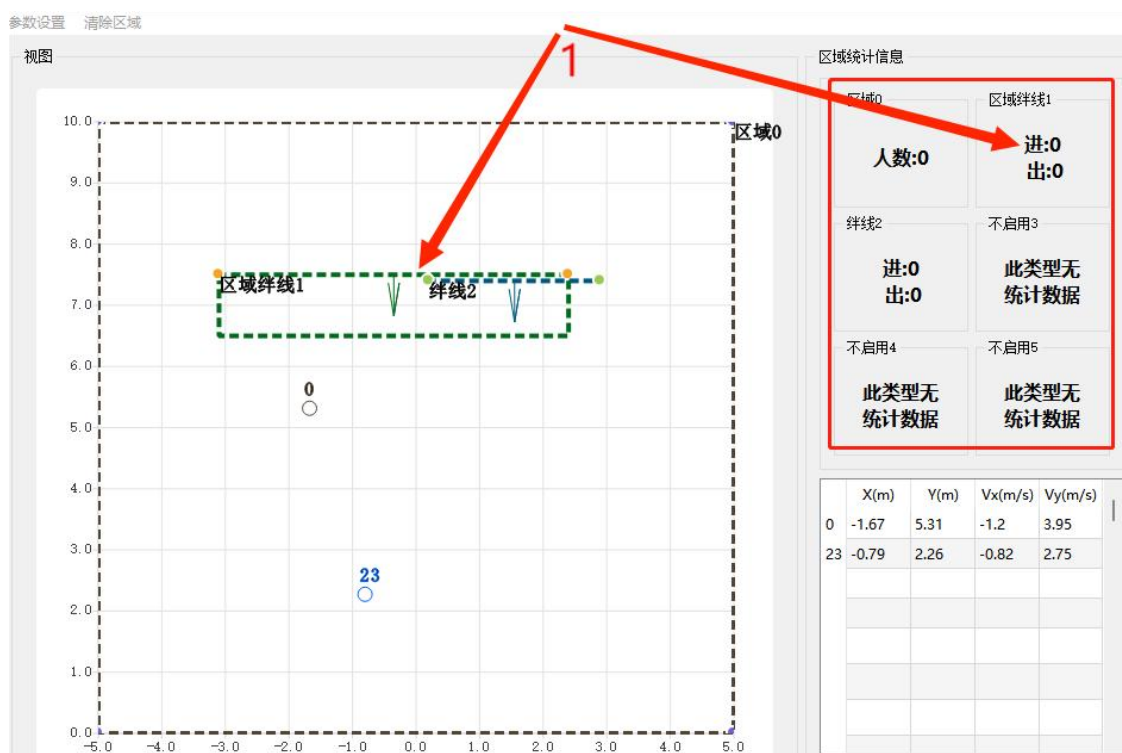 参数设置 清除区域
视图
区域统计信息
1
区域0
区域绊线1
人数:0
进:0
出:0
绊线2
不启用3
进:0
出:0
此类型无
统计数据
不启用4
不启用5
此类型无
统计数据
此类型无
统计数据
10.0
9.0
8.0
7.0
6.0
5.0
4.0
3.0
2.0
1.0
0.0
-5.0 -4.0 -3.0 -2.0 -1.0 0.0 1.0 2.0 3.0 4.0 5.0
区域0
区域绊线1
绊线2
0
23
X(m) Y(m) Vx(m/s) Vy(m/s)
0 -1.67 5.31 -1.2 3.95
23 -0.79 2.26 -0.82 2.75